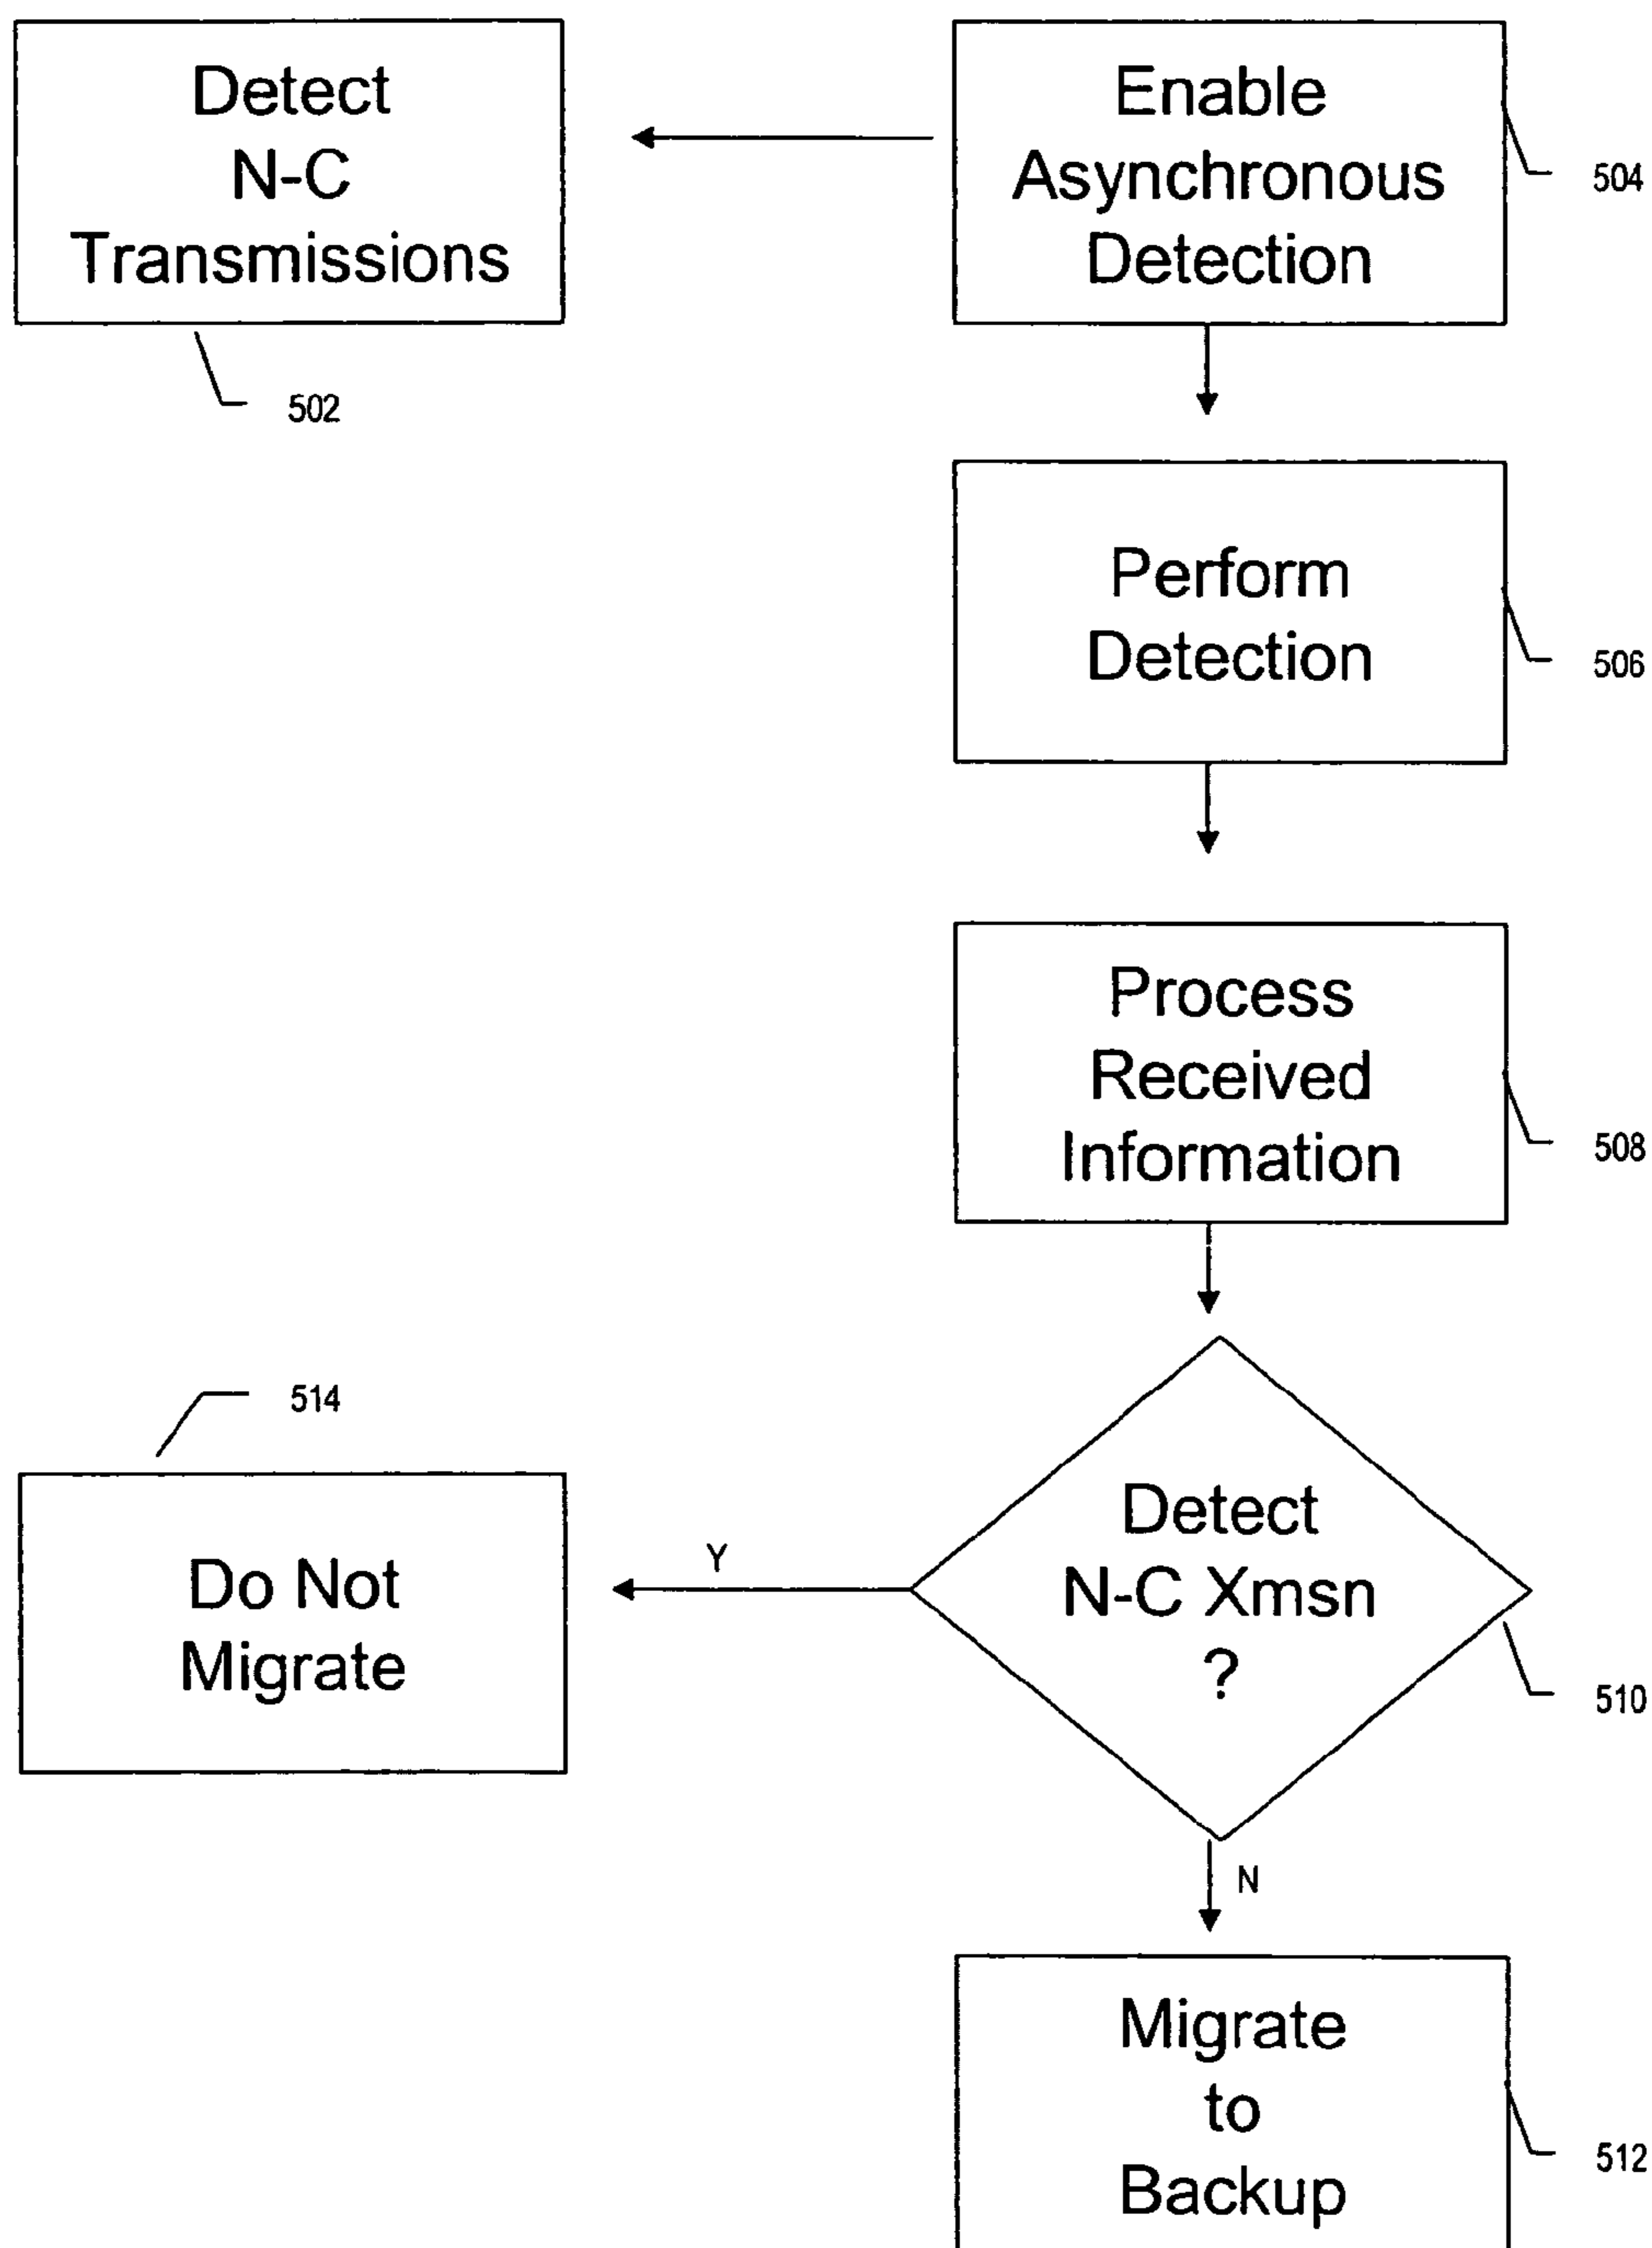 Detect
N-C
Transmissions
502
Enable
Asynchronous
Detection
504
Perform
Detection
506
Process
Received
Information
508
514
Do Not
Migrate
Y
Detect
N-C Xmsn
?
510
N
Migrate
to
Backup
512